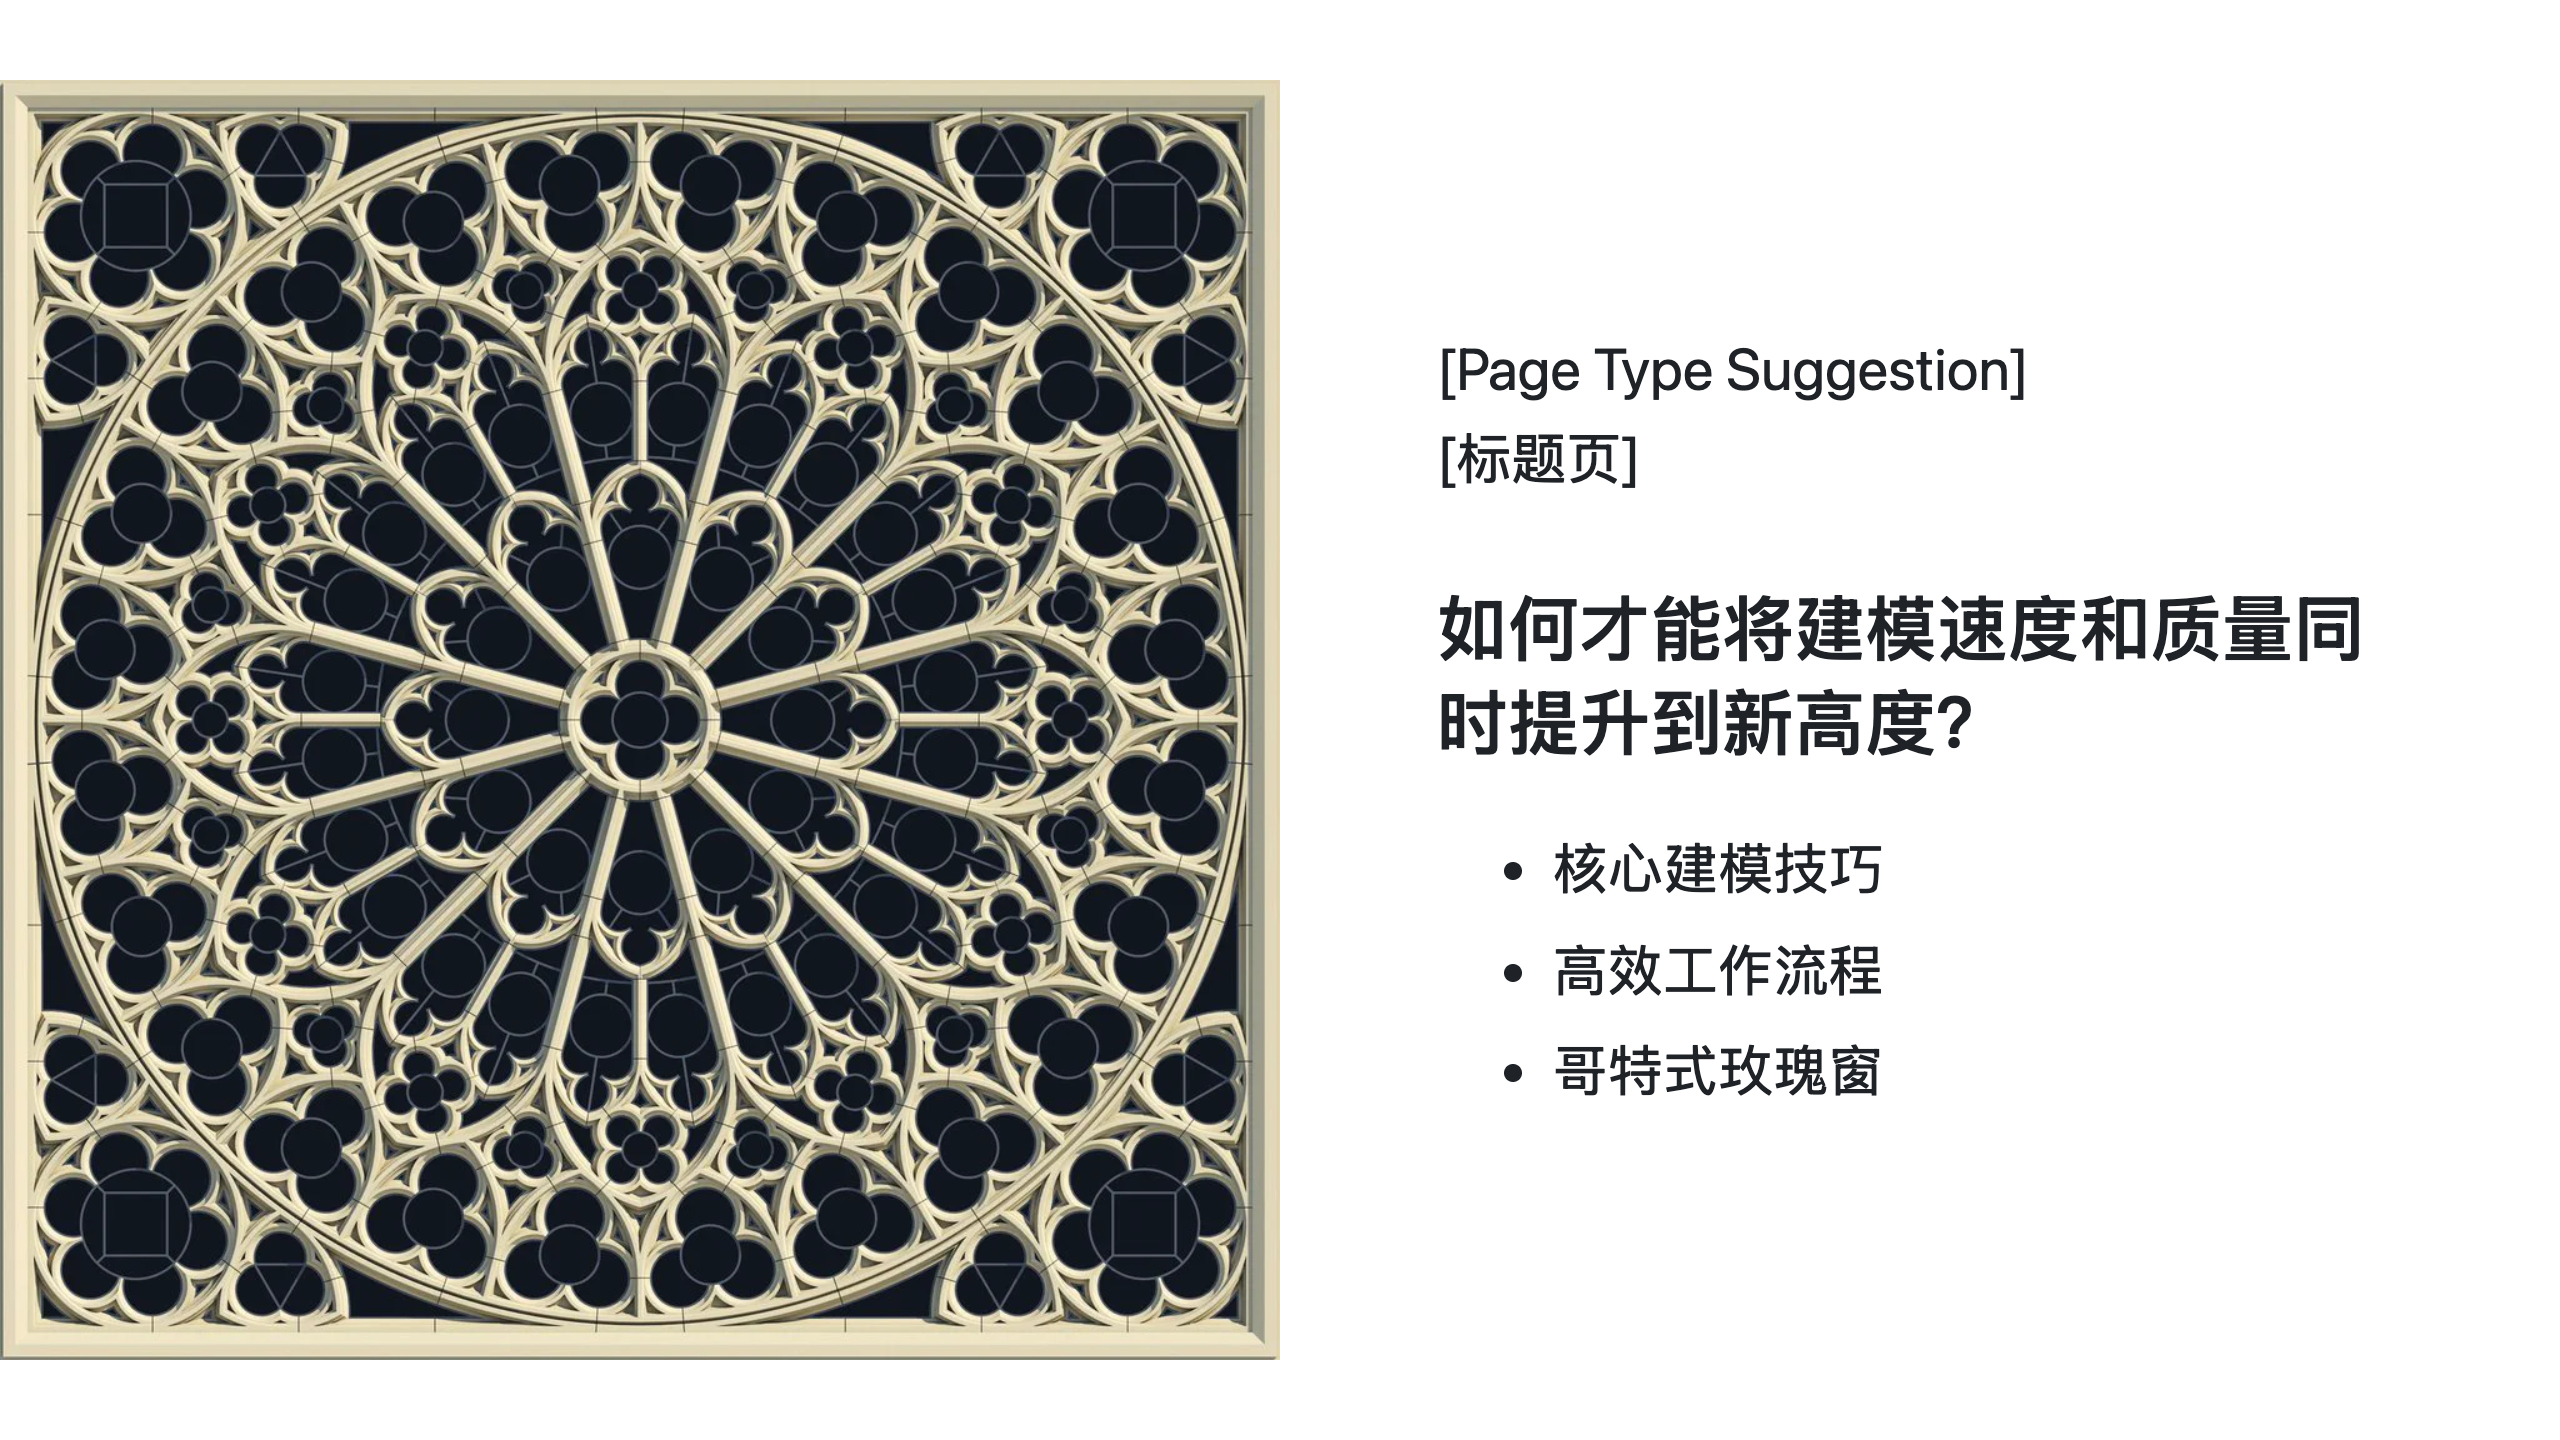 [Page Type Suggestion]
[标题页]
如何才能将建模速度和质量同
时提升到新高度?
• 核心建模技巧
• 高效工作流程
• 哥特式玫瑰窗